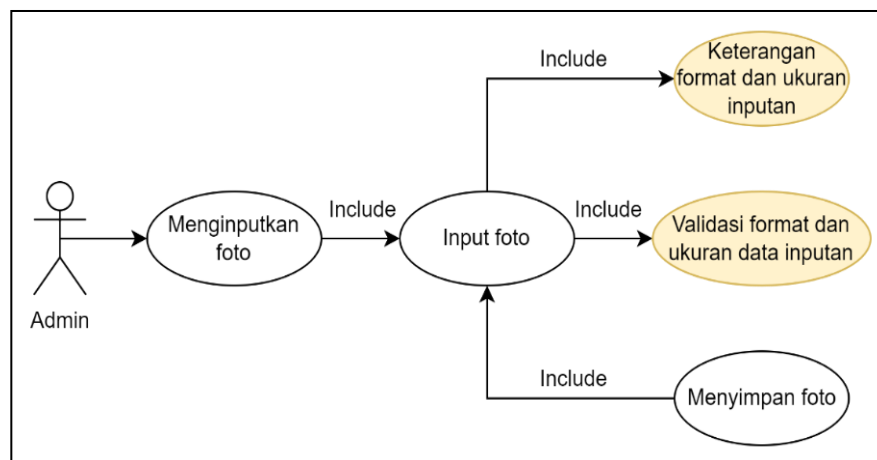 Include
Keterangan
format dan ukuran
inputan
Menginputkan
foto
Include
Input foto
Include
Validasi format dan
ukuran data inputan
Admin
Include
Menyimpan foto